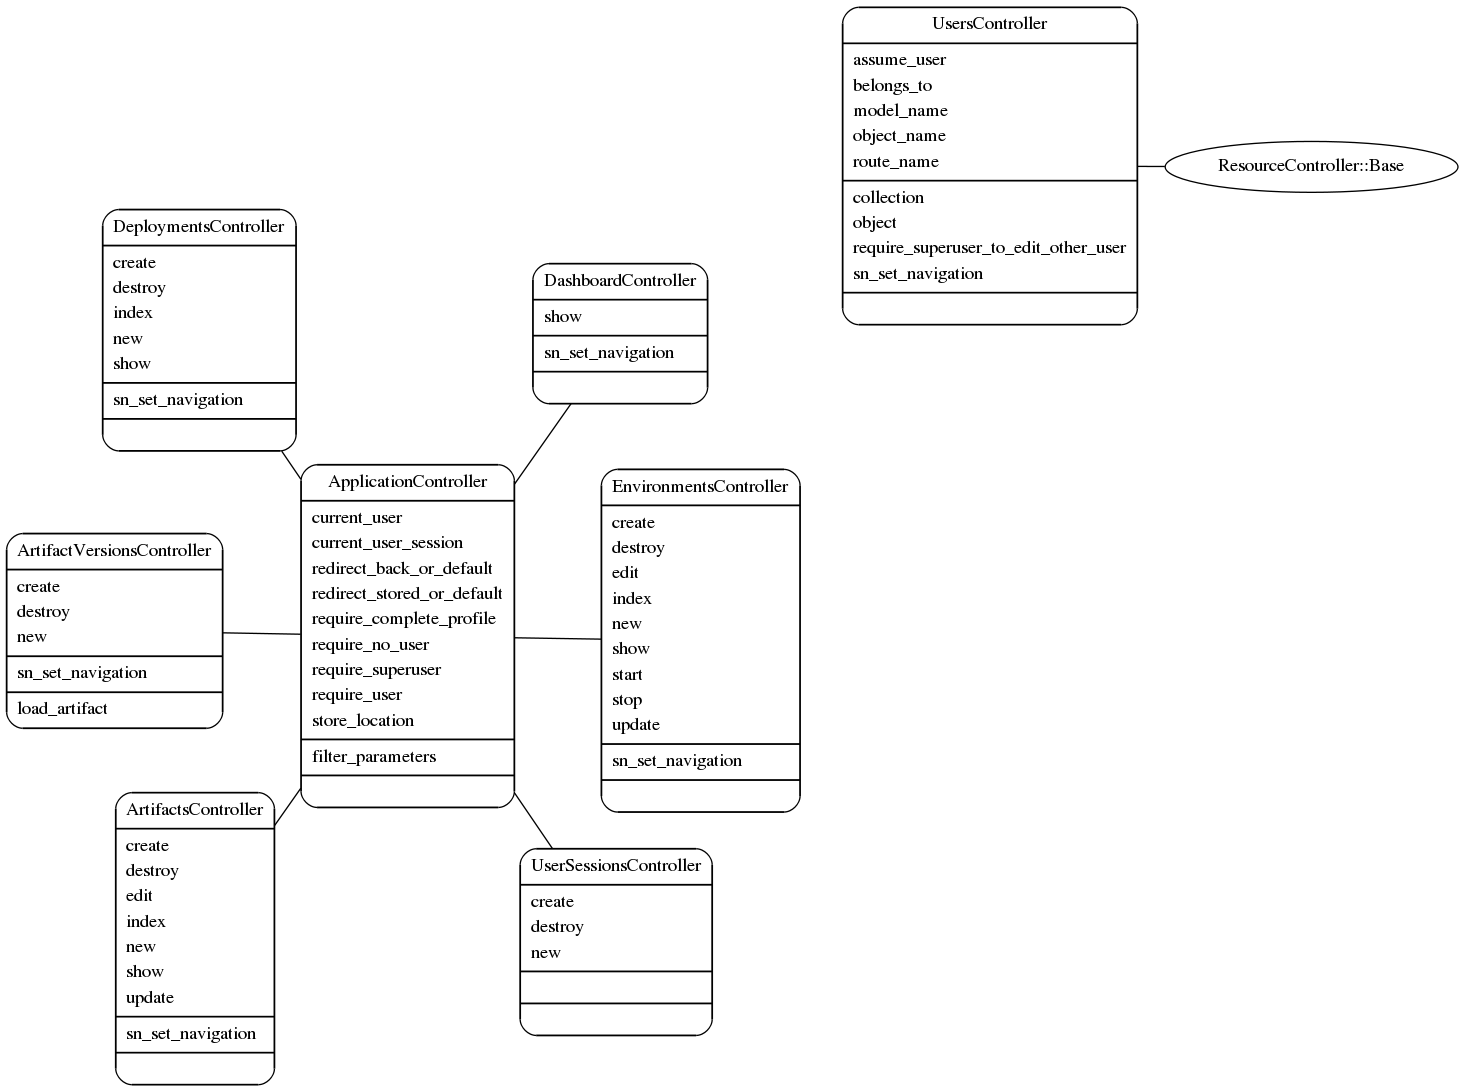 UsersController
assume_user
belongs_to
model_name
object_name
route_name
collection
object
require_superuser_to_edit_other_user
sn_set_navigation
ResourceController::Base
DeploymentsController
create
destroy
index
new
show
sn_set_navigation
DashboardController
show
sn_set_navigation
ApplicationController
current_user
current_user_session
redirect_back_or_default
redirect_stored_or_default
require_complete_profile
require_no_user
require_superuser
require_user
store_location
filter_parameters
EnvironmentsController
create
destroy
edit
index
new
show
start
stop
update
sn_set_navigation
ArtifactVersionsController
create
destroy
new
sn_set_navigation
load_artifact
ArtifactsController
create
destroy
edit
index
new
show
update
sn_set_navigation
UserSessionsController
create
destroy
new